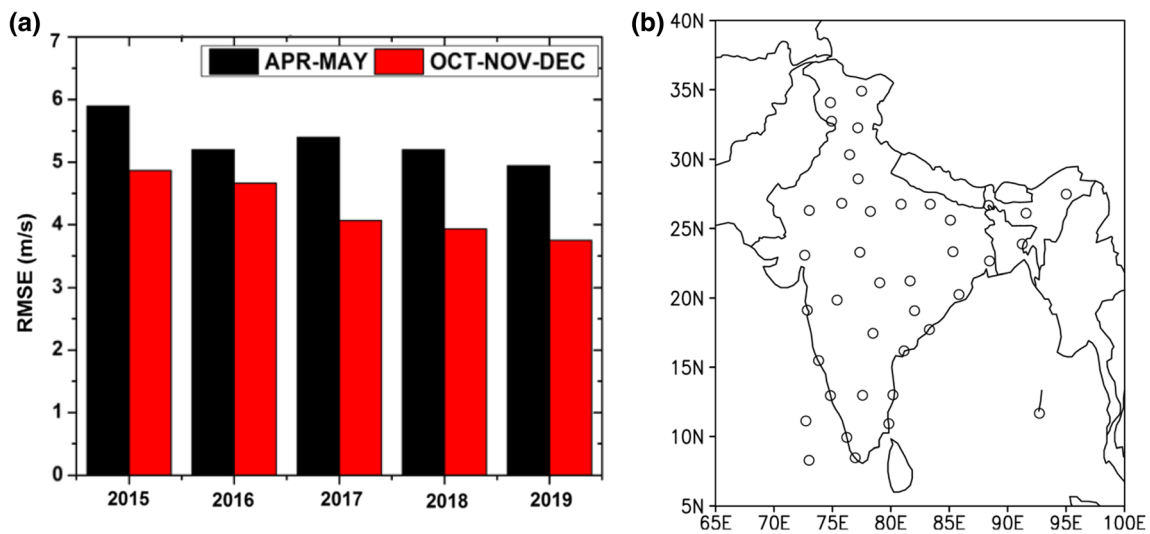 (a)
7
6
5
4
3
2
1
0
RMSE (m/s)
APR-MAY OCT-NOV-DEC
2015 2016 2017 2018 2019
(b)
40N
35N
30N
25N
20N
15N
10N
5N
65E 70E 75E 80E 85E 90E 95E 100E